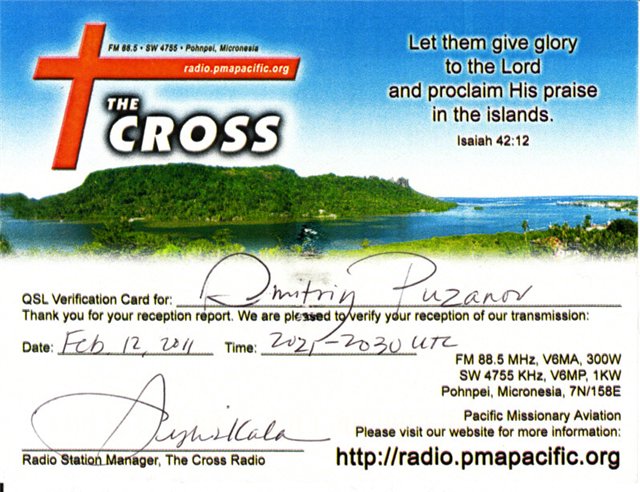 FM 88.5 • SW 4755 • Pohnpei, Micronesia
radio.pmapacific.org
THE
CROSS
Let them give glory
to the Lord
and proclaim His praise
in the islands.
Isaiah 42:12
QSL Verification Card for: Dmitriy Puzanov
Thank you for your reception report. We are pleased to verify your reception of our transmission:
Date: Feb 12, 2011 Time: 2021-2030 UTC
FM 88.5 MHz, V6MA, 300W
SW 4755 KHz, V6MP, 1KW
Pohnpei, Micronesia, 7N/158E
Pacific Missionary Aviation
Please visit our website for more information:
Radio Station Manager, The Cross Radio
http://radio.pmapacific.org